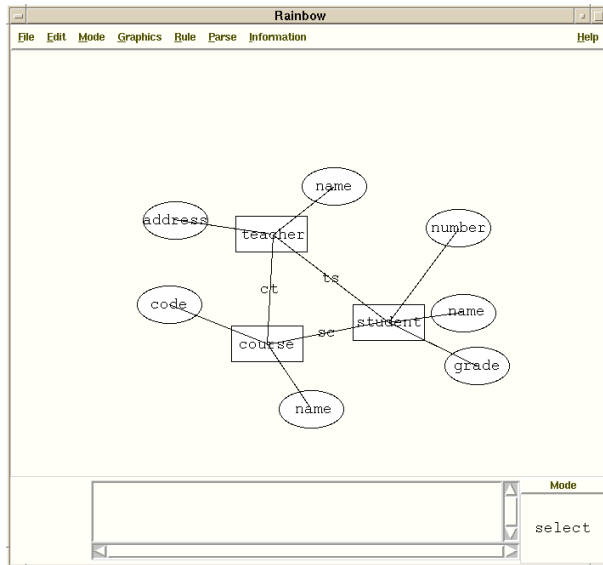 Rainbow
File Edit Mode Graphics Rule Parse Information Help
name
address
number
teacher
ts
ct
code
name
student
sc
course
grade
name
Mode
select